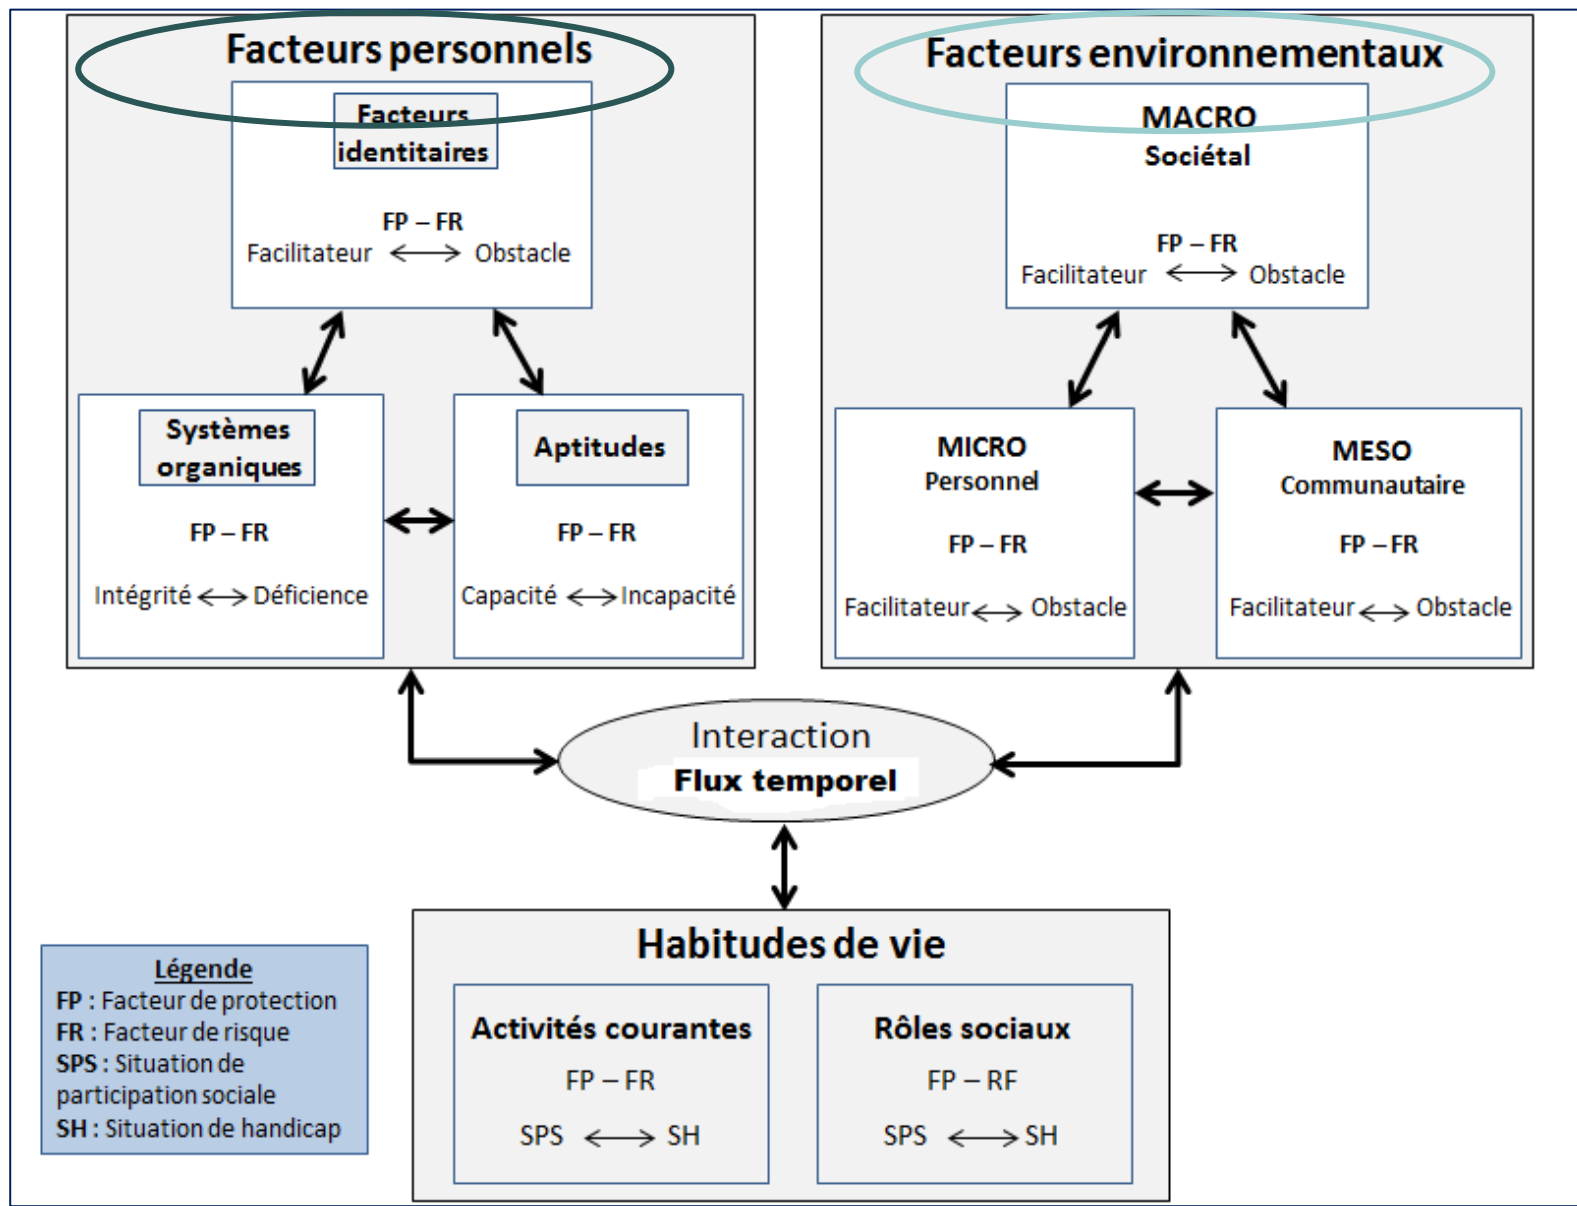 Facteurs personnels
Facteurs
identitaires
FP – FR
Facilitateur
Obstacle
Systèmes
organiques
FP – FR
Intégrité
Déficience
Aptitudes
FP – FR
Capacité
Incapacité
Facteurs environnementaux
MACRO
Sociétal
FP – FR
Facilitateur
Obstacle
MICRO
Personnel
FP – FR
Facilitateur
Obstacle
MESO
Communautaire
FP – FR
Facilitateur
Obstacle
Interaction
Flux temporel
Habitudes de vie
Activités courantes
FP – FR
SPS
SH
Rôles sociaux
FP – RF
SPS
SH
Légende
FP : Facteur de protection
FR : Facteur de risque
SPS : Situation de
participation sociale
SH : Situation de handicap